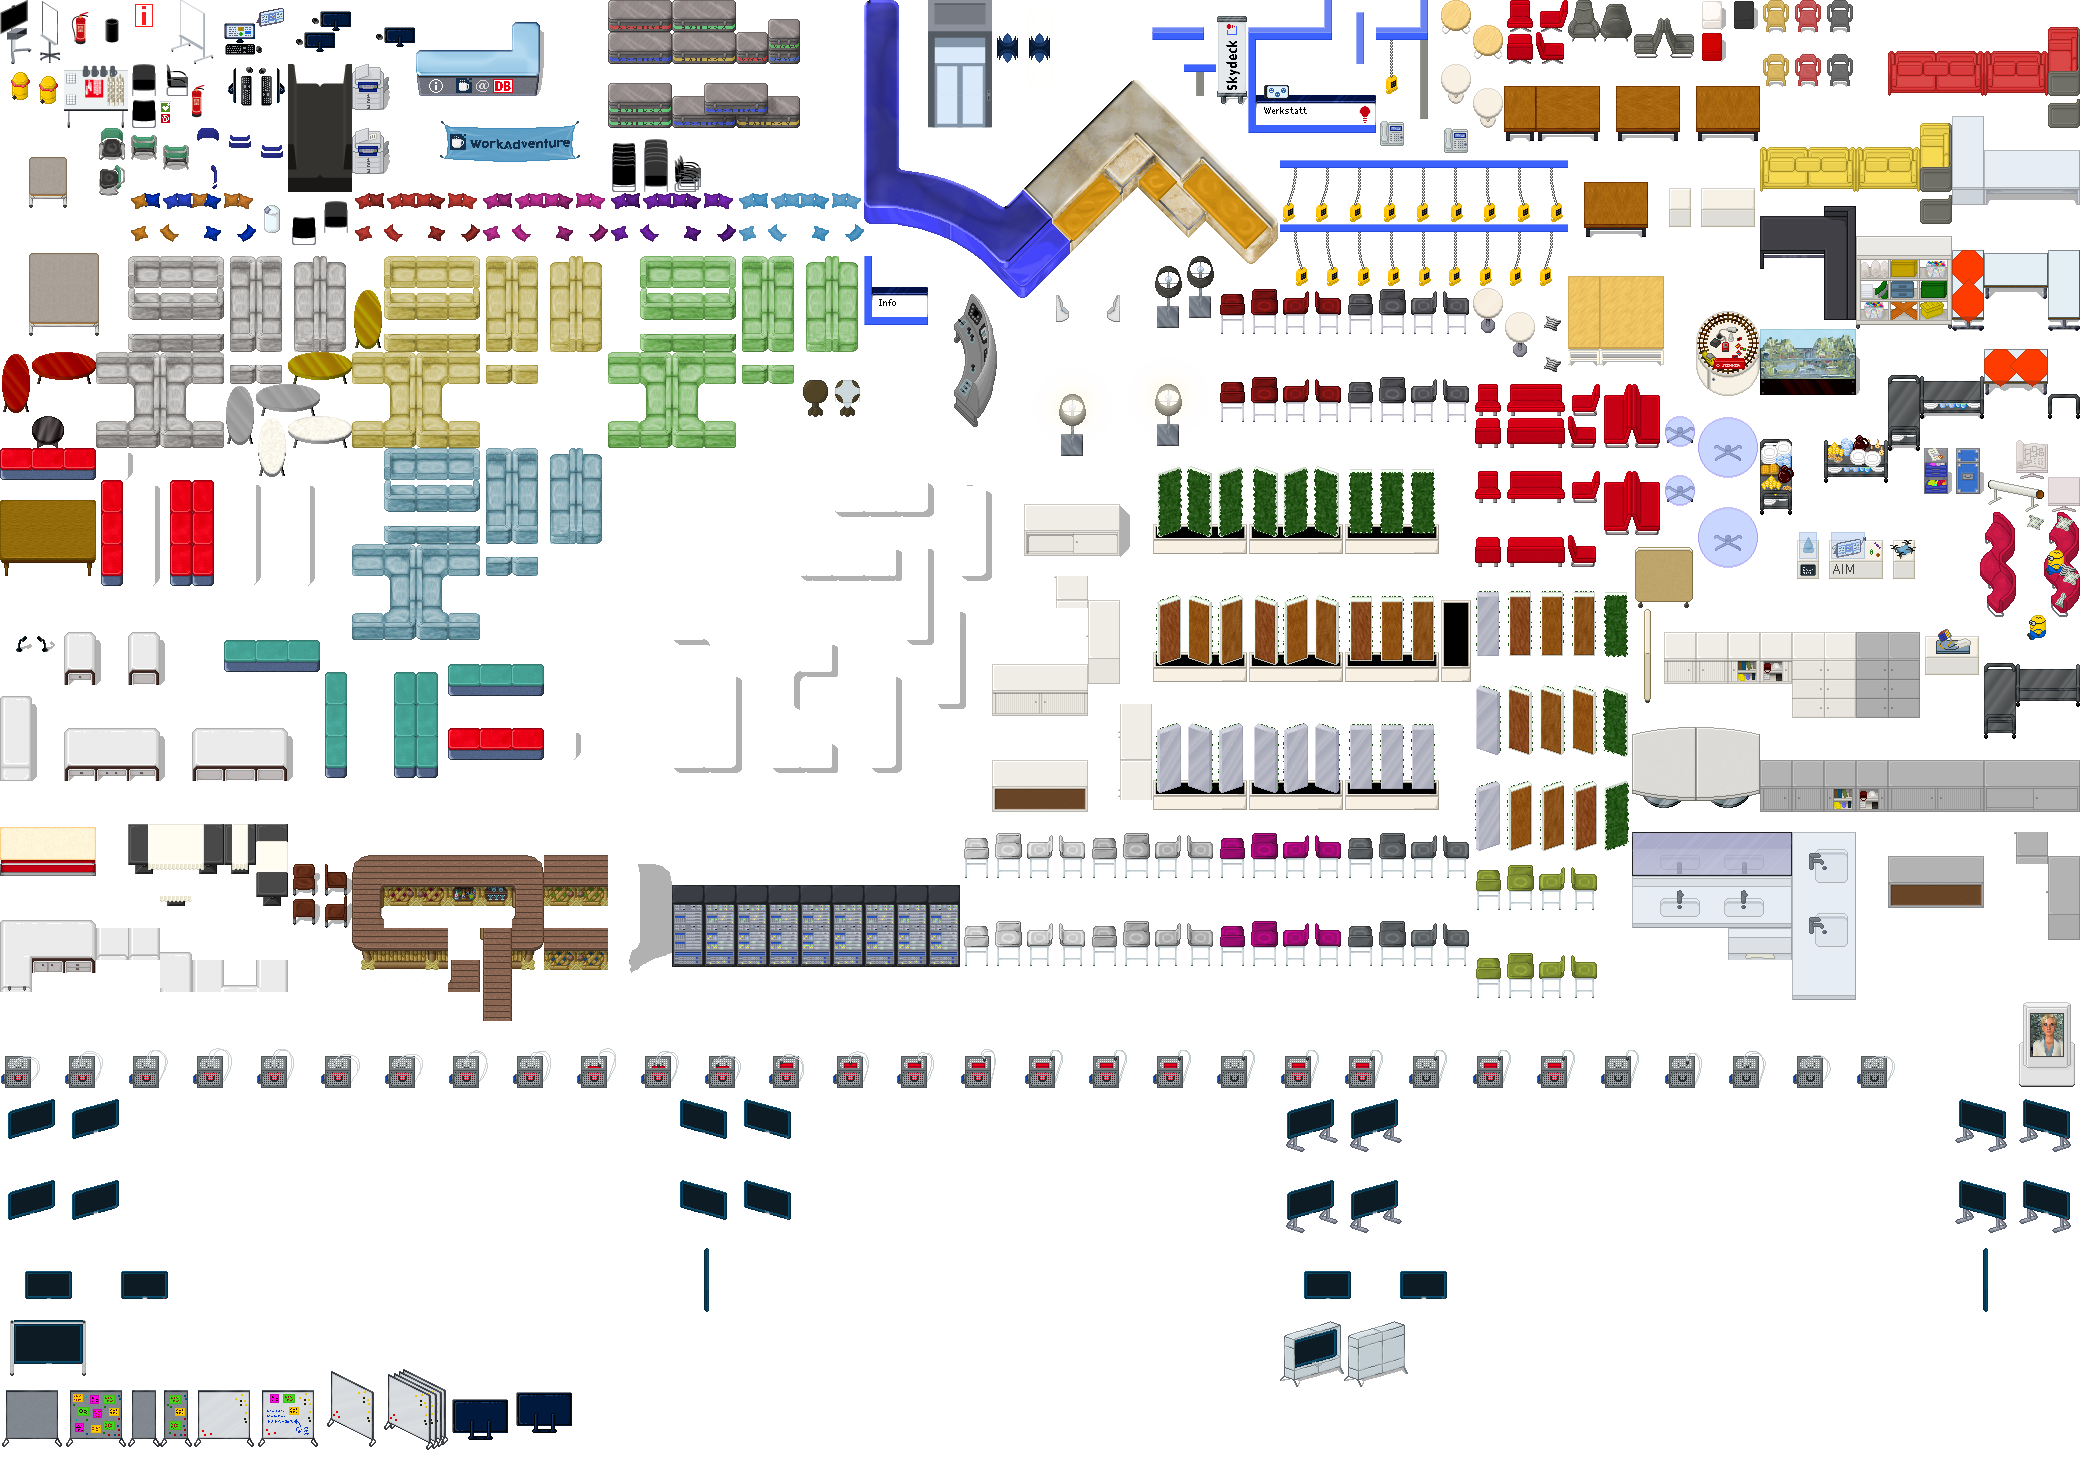 i
i @ DB
WorkAdventure
Skydeck
Werkstatt
Info
AIM